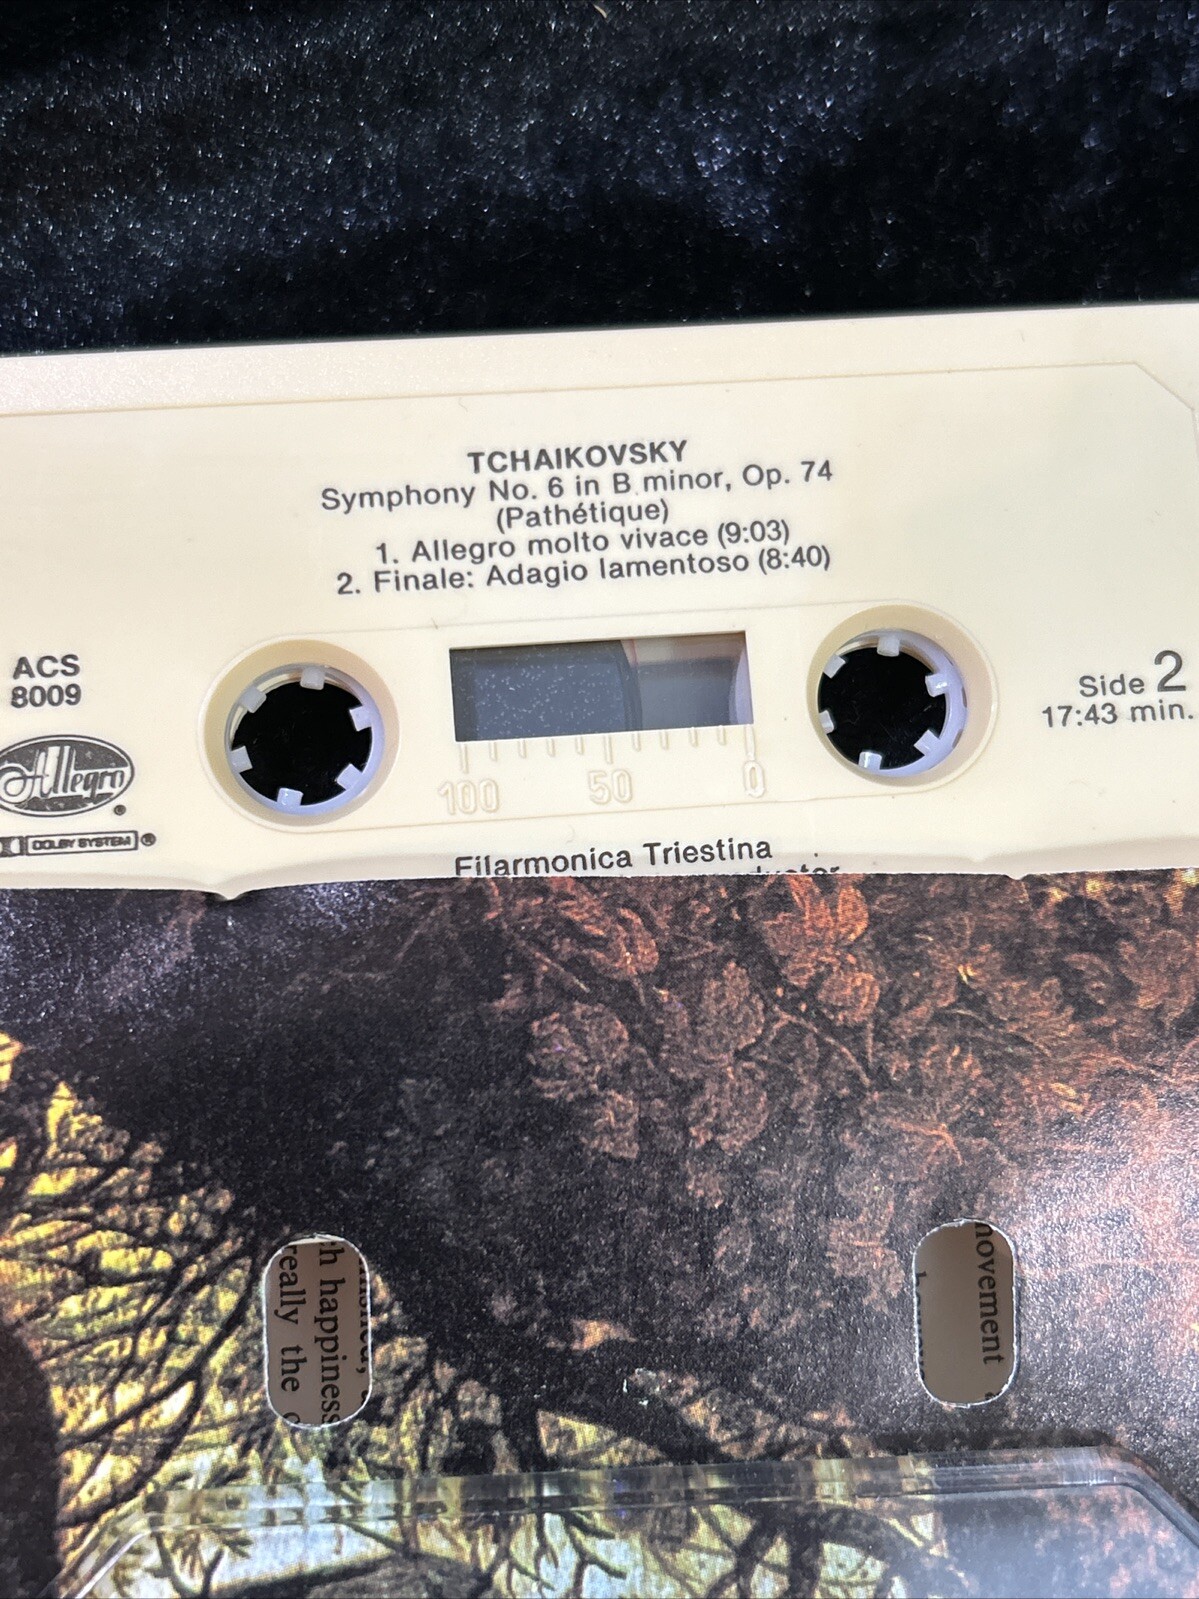 TCHAIKOVSKY
Symphony No. 6 in B minor, Op. 74
(Pathétique)
1. Allegro molto vivace (9:03)
2. Finale: Adagio lamentoso (8:40)
ACS
8009
Allegro
®
DOLBY SYSTEM ®
Side 2
17:43 min.
100 50 0
Filarmonica Triestina
h happiness
really the
movement